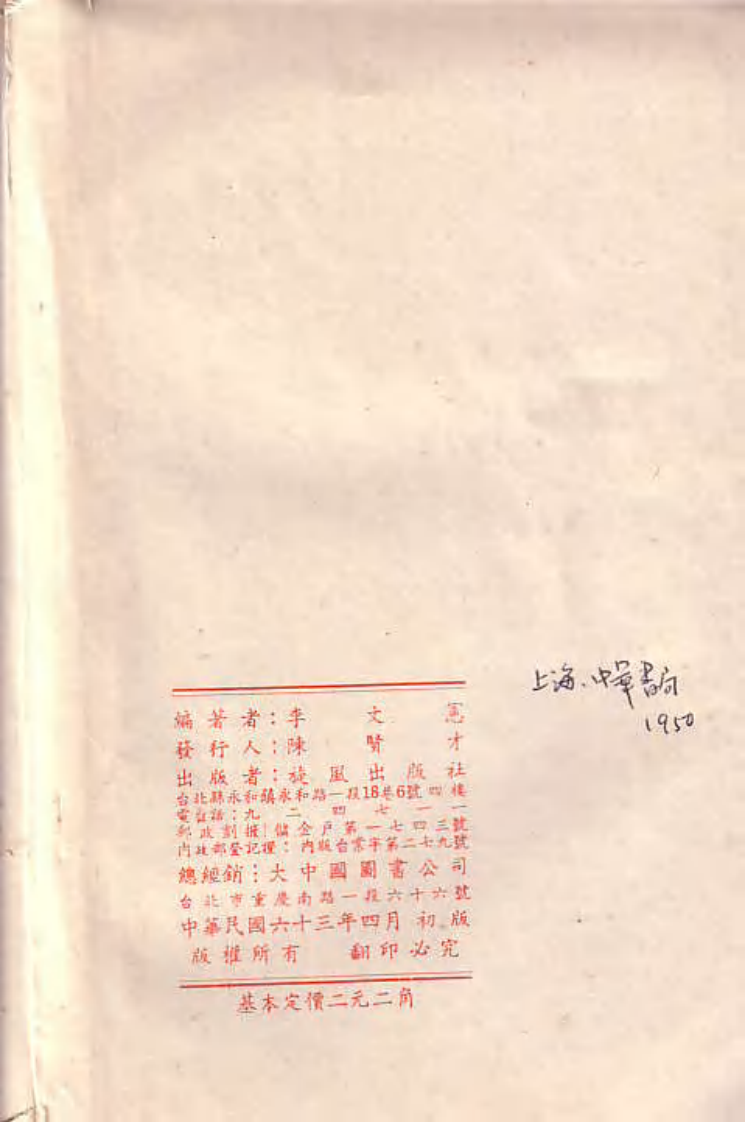 編著者：李文憲
發行人：陳賢才
出版者：旋風出版社
台北縣永和鎮永和路一段18巷6號四樓
電話：九二四七一一
郵政劃撥儲金戶第一七四三號
內政部登記證：內版台業字第二七九號
總經銷：大中國圖書公司
台北市重慶南路一段六十六號
中華民國六十三年四月初版
版權所有 翻印必究
基本定價二元二角
上海.中華書局
1950